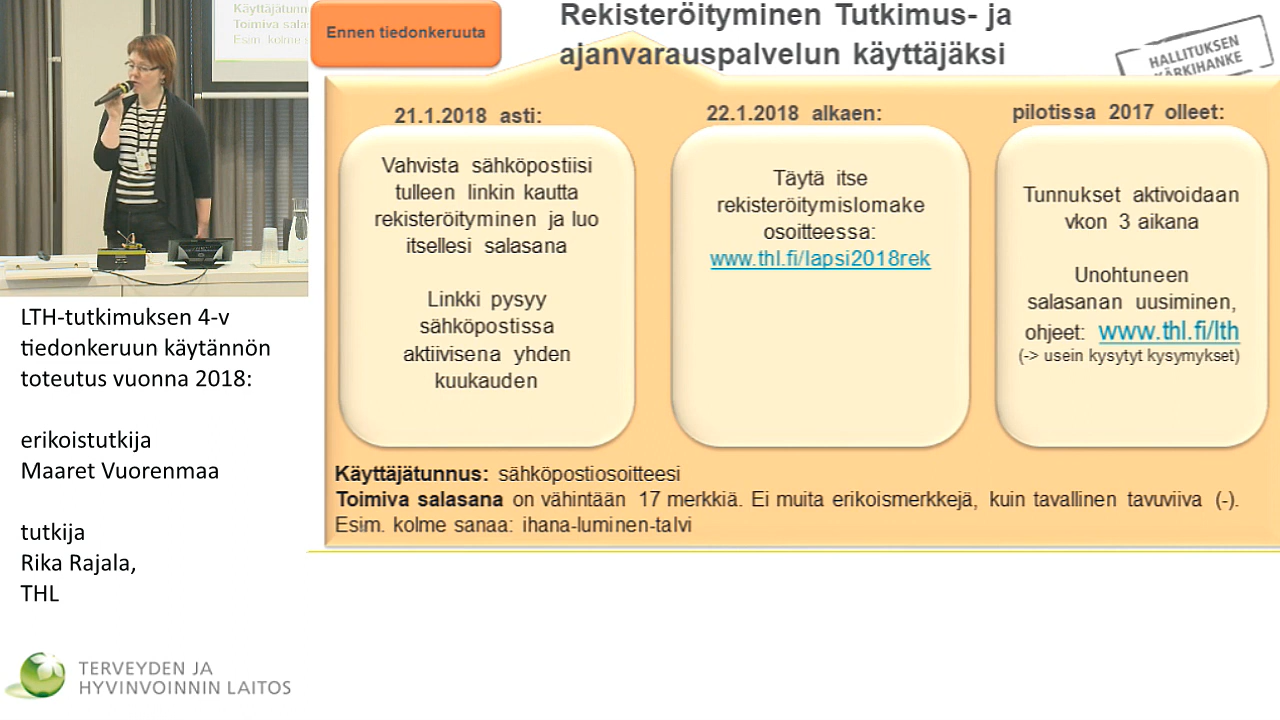 Käyttäjätunn
Toimiva sala
Esim. kolme s
Ennen tiedonkeruuta
Rekisteröityminen Tutkimus- ja
ajanvarauspalvelun käyttäjäksi
HALLITUKSEN
KÄRKIHANKE
21.1.2018 asti:
Vahvista sähköpostiisi
tulleen linkin kautta
rekisteröityminen ja luo
itsellesi salasana
Linkki pysyy
sähköpostissa
aktiivisena yhden
kuukauden
22.1.2018 alkaen:
Täytä itse
rekisteröitymislomake
osoitteessa:
www.thl.fi/lapsi2018rek
pilotissa 2017 olleet:
Tunnukset aktivoidaan
vkon 3 aikana
Unohtuneen
salasanan uusiminen,
ohjeet: www.thl.fi/lth
(-> usein kysytyt kysymykset)
Käyttäjätunnus: sähköpostiosoitteesi
Toimiva salasana on vähintään 17 merkkiä. Ei muita erikoismerkkejä, kuin tavallinen tavuviiva (-).
Esim. kolme sanaa: ihana-luminen-talvi
LTH-tutkimuksen 4-v
tiedonkeruun käytännön
toteutus vuonna 2018:
erikoistutkija
Maaret Vuorenmaa
tutkija
Rika Rajala,
THL
TERVEYDEN JA
HYVINVOINNIN LAITOS